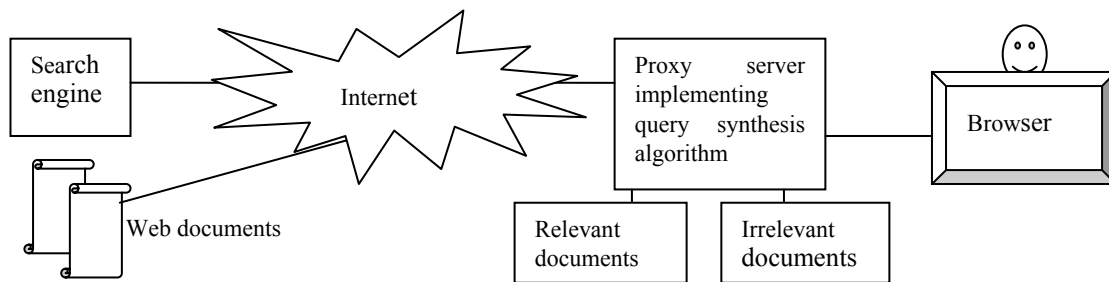 Search
engine
Internet
Proxy server
implementing
query synthesis
algorithm
Browser
Web documents
Relevant
documents
Irrelevant
documents